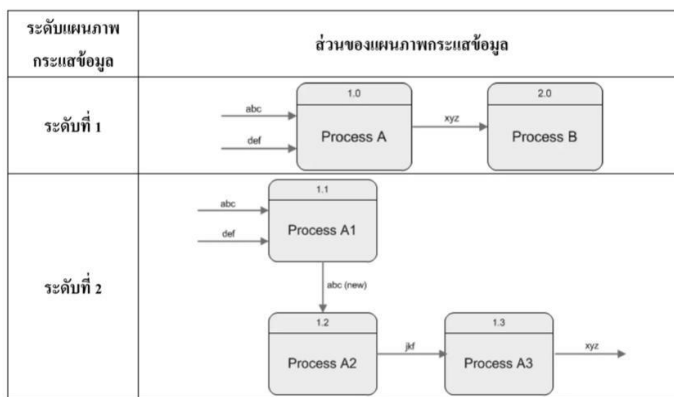 ระดับแผนภาพ
กระแสข้อมูล
ส่วนของแผนภาพกระแสข้อมูล
ระดับที่ 1
1.0
2.0
abc
def
Process A
xyz
Process B
ระดับที่ 2
1.1
abc
def
Process A1
abc (new)
1.2
1.3
Process A2
jkf
Process A3
xyz